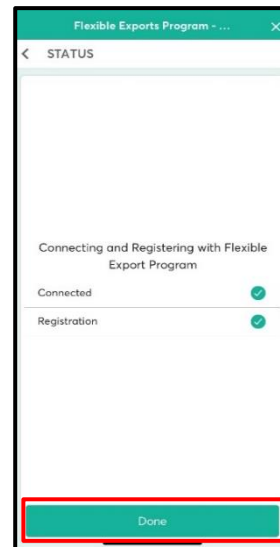 Flexible Exports Program - ...
STATUS
Connecting and Registering with Flexible
Export Program
Connected
Registration
Done